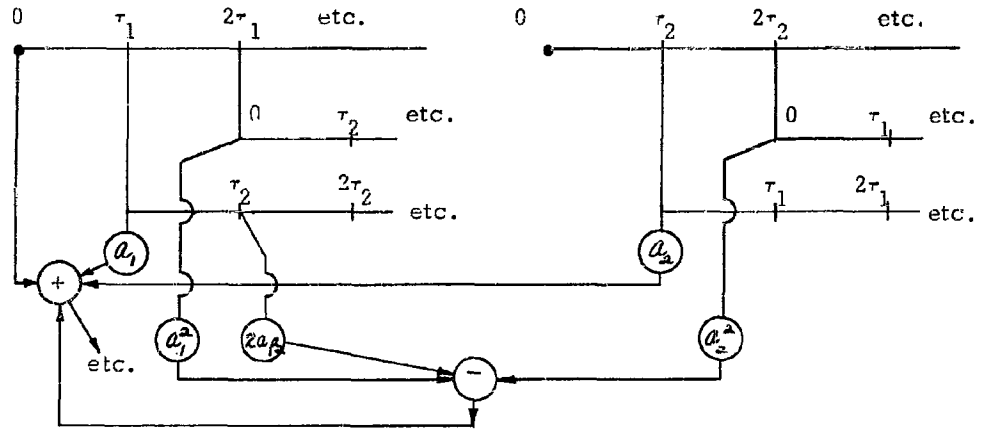 0 τ1 2τ1 etc. 0 τ2 2τ2 etc.
0 τ2 etc. 0 τ1 etc.
τ2 2τ2 etc. τ1 2τ1 etc.
a1 a2
+
a1² 2a1a2 a2²
etc. −